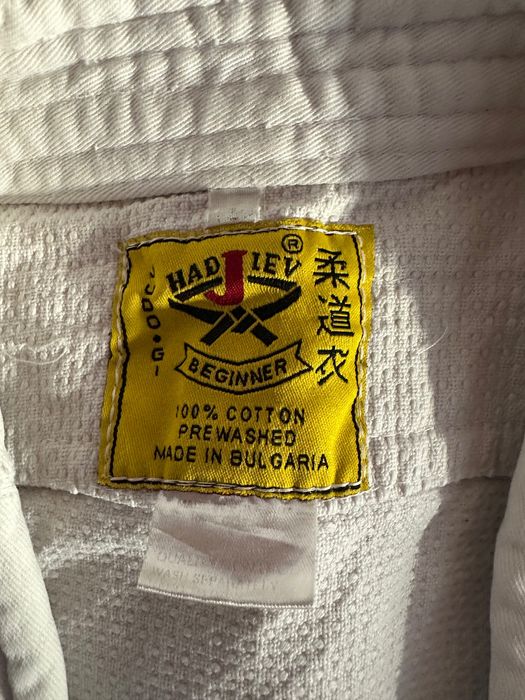 HADJIEV ®
JUDO•GI
柔道衣
BEGINNER
100% COTTON
PREWASHED
MADE IN BULGARIA